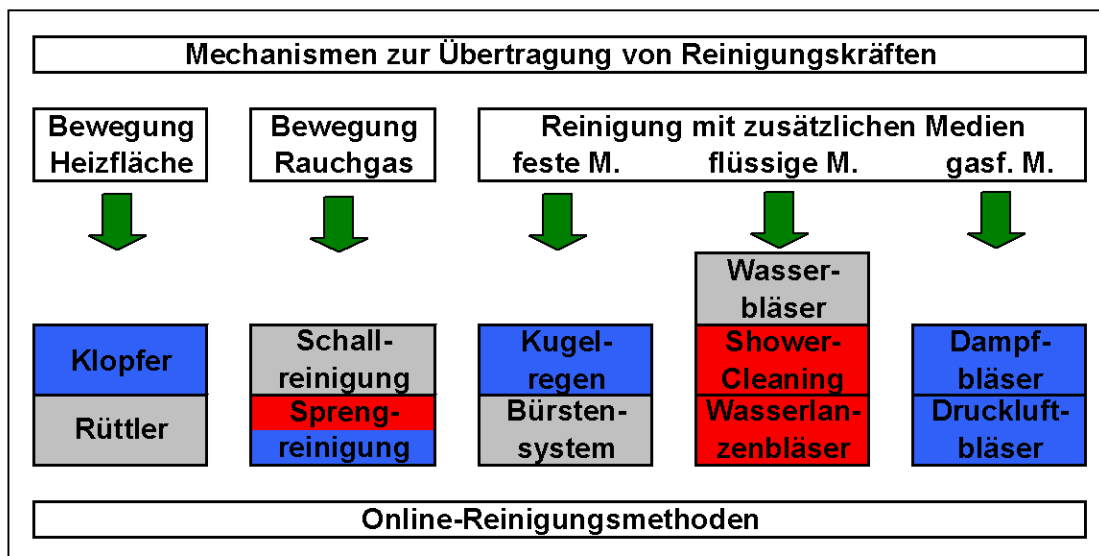 Mechanismen zur Übertragung von Reinigungskräften
Bewegung
Heizfläche
Bewegung
Rauchgas
Reinigung mit zusätzlichen Medien
feste M. flüssige M. gasf. M.
Klopfer
Rüttler
Schall-
reinigung
Spreng-
reinigung
Kugel-
regen
Bürsten-
system
Wasser-
bläser
Shower-
Cleaning
Wasserlan-
zenbläser
Dampf-
bläser
Druckluft-
bläser
Online-Reinigungsmethoden